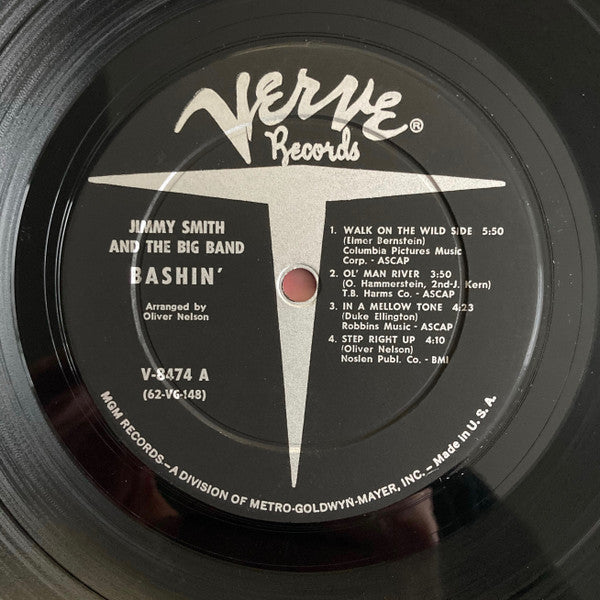 VERVE®
Records
JIMMY SMITH
AND THE BIG BAND
BASHIN'
Arranged by
Oliver Nelson
V-8474 A
(62-VG-148)
1. WALK ON THE WILD SIDE 5:50
(Elmer Bernstein)
Columbia Pictures Music
Corp. - ASCAP
2. OL' MAN RIVER 3:50
(O. Hammerstein, 2nd-J. Kern)
T.B. Harms Co. - ASCAP
3. IN A MELLOW TONE 4:23
(Duke Ellington)
Robbins Music - ASCAP
4. STEP RIGHT UP 4:10
(Oliver Nelson)
Noslen Publ. Co. - BMI
MGM RECORDS—A DIVISION OF METRO-GOLDWYN-MAYER, INC. – Made in U. S. A.